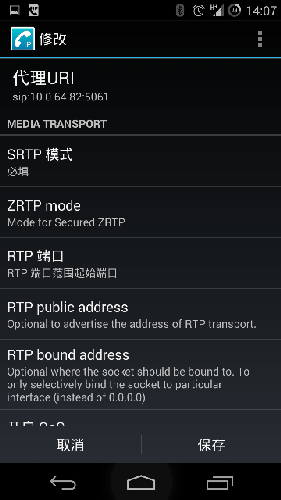 14:07
修改
代理URI
sip:10.0.64.82:5061
MEDIA TRANSPORT
SRTP 模式
必填
ZRTP mode
Mode for Secured ZRTP
RTP 端口
RTP 端口范围起始端口
RTP public address
Optional to advertise the address of RTP transport.
RTP bound address
Optional where the socket should be bound to. To
only selectively bind the socket to particular
interface (instead of 0.0.0.0)
取消
保存